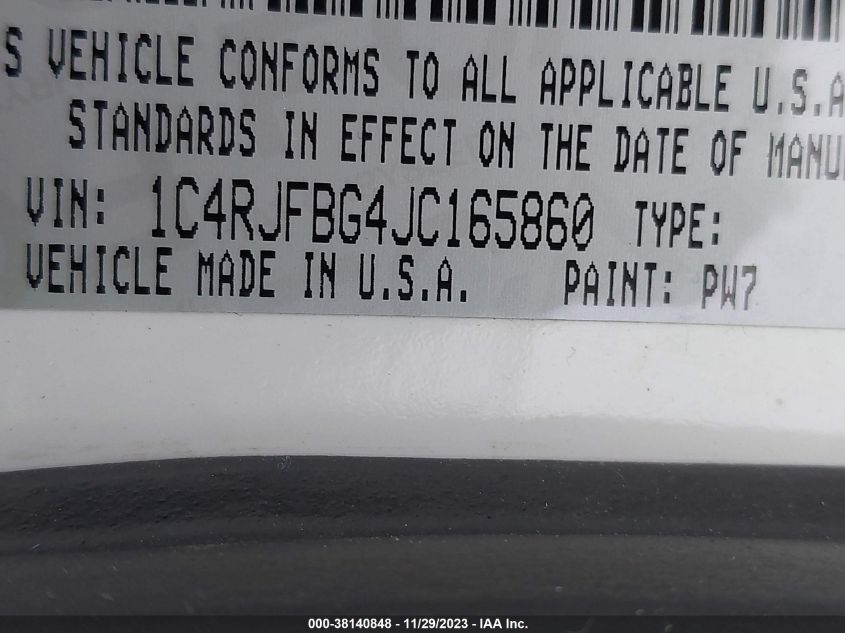 S VEHICLE CONFORMS TO ALL APPLICABLE U.S.A
STANDARDS IN EFFECT ON THE DATE OF MANU
VIN: 1C4RJFBG4JC165860 TYPE:
VEHICLE MADE IN U.S.A. PAINT: PW7
000-38140848 - 11/29/2023 - IAA Inc.